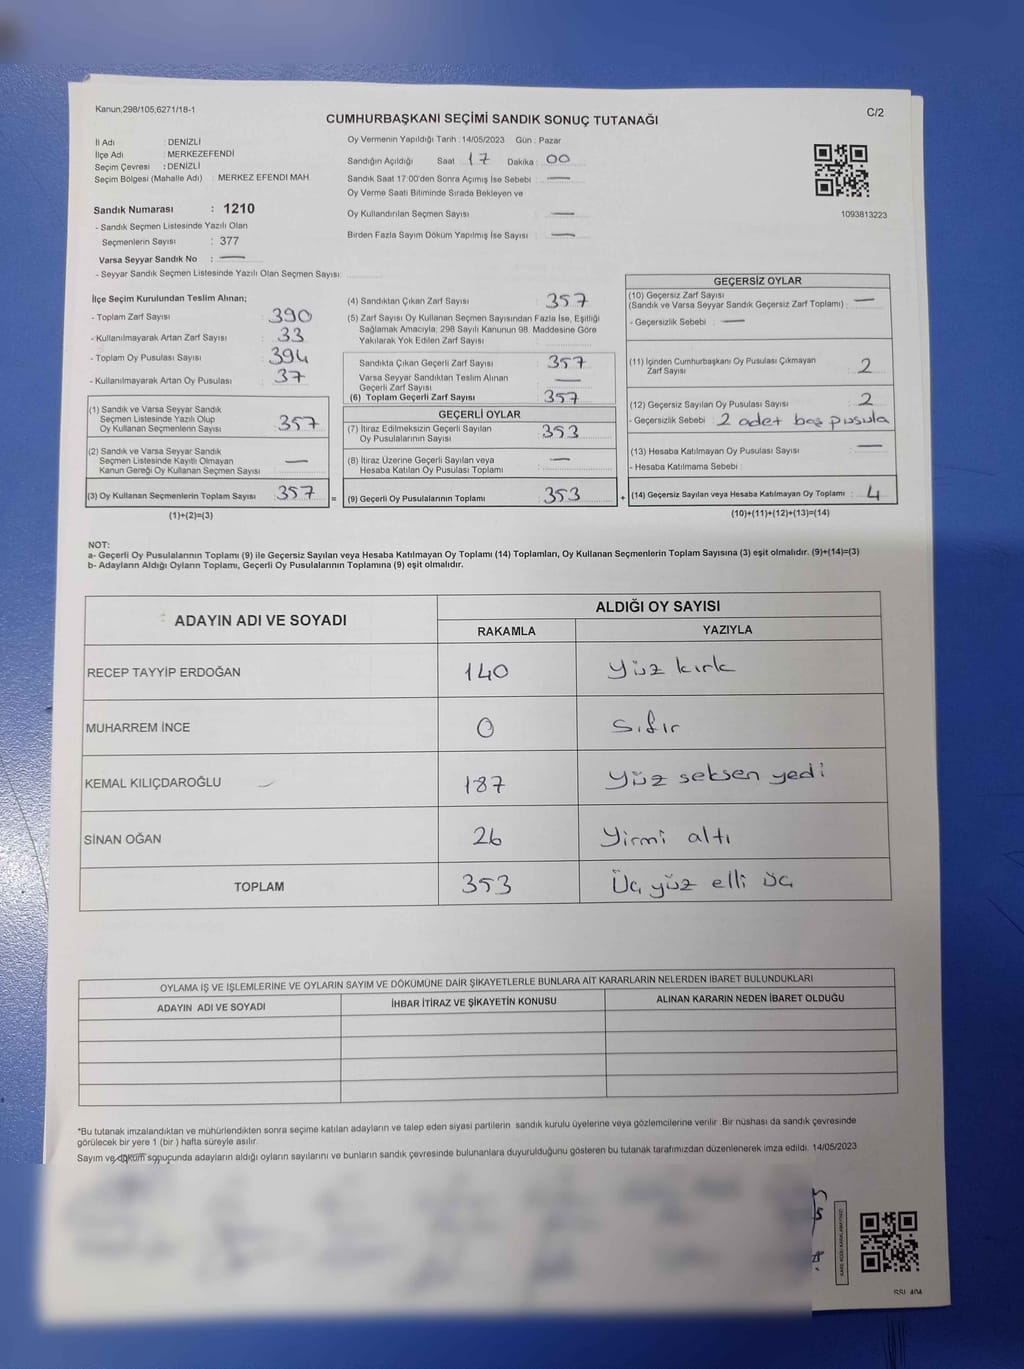 Kanun;298/105,6271/18-1
C/2
CUMHURBAŞKANI SEÇİMİ SANDIK SONUÇ TUTANAĞI
İl Adı : DENİZLİ
İlçe Adı : MERKEZEFENDİ
Seçim Çevresi : DENİZLİ
Seçim Bölgesi (Mahalle Adı) : MERKEZ EFENDİ MAH.
Oy Vermenin Yapıldığı Tarih : 14/05/2023 Gün : Pazar
Sandığın Açıldığı Saat 17 Dakika : 00
Sandık Saat 17:00'den Sonra Açımış İse Sebebi : —
Oy Verme Saati Bitiminde Sırada Bekleyen ve
Oy Kullandırılan Seçmen Sayısı —
Birden Fazla Sayım Döküm Yapılmış İse Sayısı : —
1093813223
Sandık Numarası : 1210
- Sandık Seçmen Listesinde Yazılı Olan
Seçmenlerin Sayısı : 377
Varsa Seyyar Sandık No : —
- Seyyar Sandık Seçmen Listesinde Yazılı Olan Seçmen Sayısı:
İlçe Seçim Kurulundan Teslim Alınan;
- Toplam Zarf Sayısı : 390
- Kullanılmayarak Artan Zarf Sayısı : 33
- Toplam Oy Pusulası Sayısı : 394
- Kullanılmayarak Artan Oy Pusulası : 37
(1) Sandık ve Varsa Seyyar Sandık
Seçmen Listesinde Yazılı Olup
Oy Kullanan Seçmenlerin Sayısı : 357
(2) Sandık ve Varsa Seyyar Sandık
Seçmen Listesinde Kayıtlı Olmayan
Kanun Gereği Oy Kullanan Seçmen Sayısı : —
(3) Oy Kullanan Seçmenlerin Toplam Sayısı : 357 =
(1)+(2)=(3)
(4) Sandıktan Çıkan Zarf Sayısı : 357
(5) Zarf Sayısı Oy Kullanan Seçmen Sayısından Fazla İse, Eşitliği
Sağlamak Amacıyla, 298 Sayılı Kanunun 98. Maddesine Göre
Yakılarak Yok Edilen Zarf Sayısı :
Sandıkta Çıkan Geçerli Zarf Sayısı : 357
Varsa Seyyar Sandıktan Teslim Alınan
Geçerli Zarf Sayısı : —
(6) Toplam Geçerli Zarf Sayısı : 357
GEÇERLİ OYLAR
(7) İtiraz Edilmeksizin Geçerli Sayılan
Oy Pusulalarının Sayısı : 353
(8) İtiraz Üzerine Geçerli Sayılan veya
Hesaba Katılan Oy Pusulası Toplamı : —
(9) Geçerli Oy Pusulalarının Toplamı : 353 +
GEÇERSİZ OYLAR
(10) Geçersiz Zarf Sayısı
(Sandık ve Varsa Seyyar Sandık Geçersiz Zarf Toplamı) : —
- Geçersizlik Sebebi : —
(11) İçinden Cumhurbaşkanı Oy Pusulası Çıkmayan
Zarf Sayısı : 2
(12) Geçersiz Sayılan Oy Pusulası Sayısı : 2
- Geçersizlik Sebebi : 2 adet boş pusula
(13) Hesaba Katılmayan Oy Pusulası Sayısı : —
- Hesaba Katılmama Sebebi :
(14) Geçersiz Sayılan veya Hesaba Katılmayan Oy Toplamı : 4
(10)+(11)+(12)+(13)=(14)
NOT:
a- Geçerli Oy Pusulalarının Toplamı (9) ile Geçersiz Sayılan veya Hesaba Katılmayan Oy Toplamı (14) Toplamları, Oy Kullanan Seçmenlerin Toplam Sayısına (3) eşit olmalıdır. (9)+(14)=(3)
b- Adayların Aldığı Oyların Toplamı, Geçerli Oy Pusulalarının Toplamına (9) eşit olmalıdır.
ADAYIN ADI VE SOYADI ALDIĞI OY SAYISI
RAKAMLA YAZIYLA
RECEP TAYYİP ERDOĞAN 140 Yüz kırk
MUHARREM İNCE 0 Sıfır
KEMAL KILIÇDAROĞLU 187 Yüz seksen yedi
SİNAN OĞAN 26 Yirmi altı
TOPLAM 353 Üç yüz elli üç
OYLAMA İŞ VE İŞLEMLERİNE VE OYLARIN SAYIM VE DÖKÜMÜNE DAİR ŞİKAYETLERLE BUNLARA AİT KARARLARIN NELERDEN İBARET BULUNDUKLARI
ADAYIN ADI VE SOYADI İHBAR İTİRAZ VE ŞİKAYETİN KONUSU ALINAN KARARIN NEDEN İBARET OLDUĞU
*Bu tutanak imzalandıktan ve mühürlendikten sonra seçime katılan adayların ve talep eden siyasi partilerin sandık kurulu üyelerine veya gözlemcilerine verilir .Bir nüshası da sandık çevresinde
görülecek bir yere 1 (bir ) hafta süreyle asılır.
Sayım ve döküm sonucunda adayların aldığı oyların sayılarını ve bunların sandık çevresinde bulunanlara duyurulduğunu gösteren bu tutanak tarafımızdan düzenlenerek imza edildi. 14/05/2023